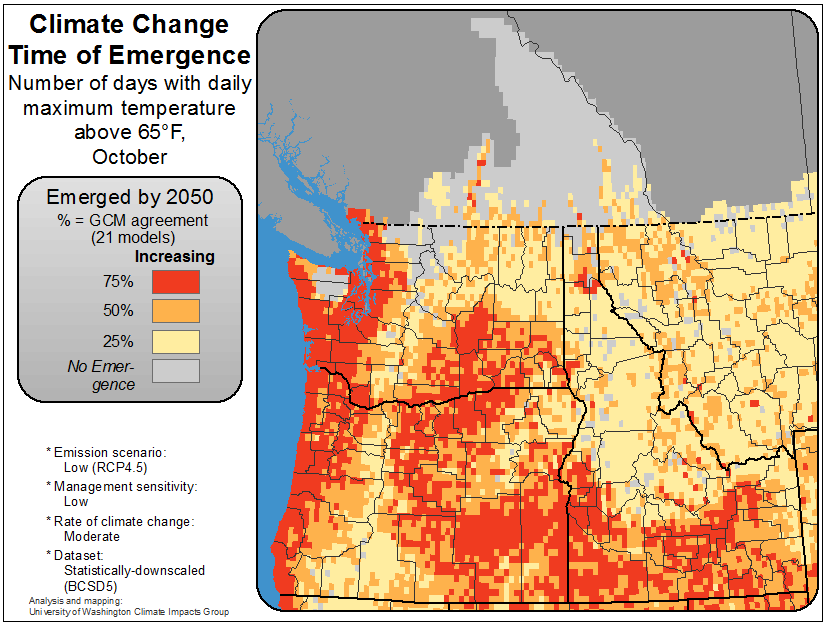 Climate Change
Time of Emergence
Number of days with daily
maximum temperature
above 65°F,
October
Emerged by 2050
% = GCM agreement
(21 models)
Increasing
75%
50%
25%
No Emer-
gence
* Emission scenario:
Low (RCP4.5)
* Management sensitivity:
Low
* Rate of climate change:
Moderate
* Dataset:
Statistically-downscaled
(BCSD5)
Analysis and mapping:
University of Washington Climate Impacts Group